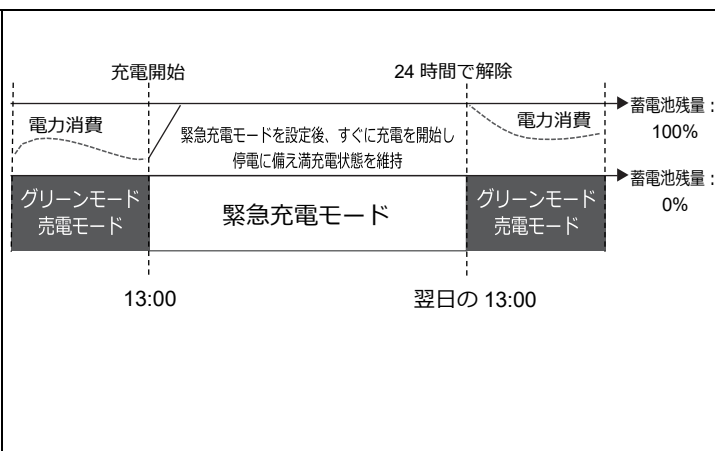 充電開始
24 時間で解除
電力消費
緊急充電モードを設定後、すぐに充電を開始し
停電に備え満充電状態を維持
電力消費
蓄電池残量：
100%
蓄電池残量：
0%
グリーンモード
売電モード
緊急充電モード
グリーンモード
売電モード
13:00
翌日の 13:00